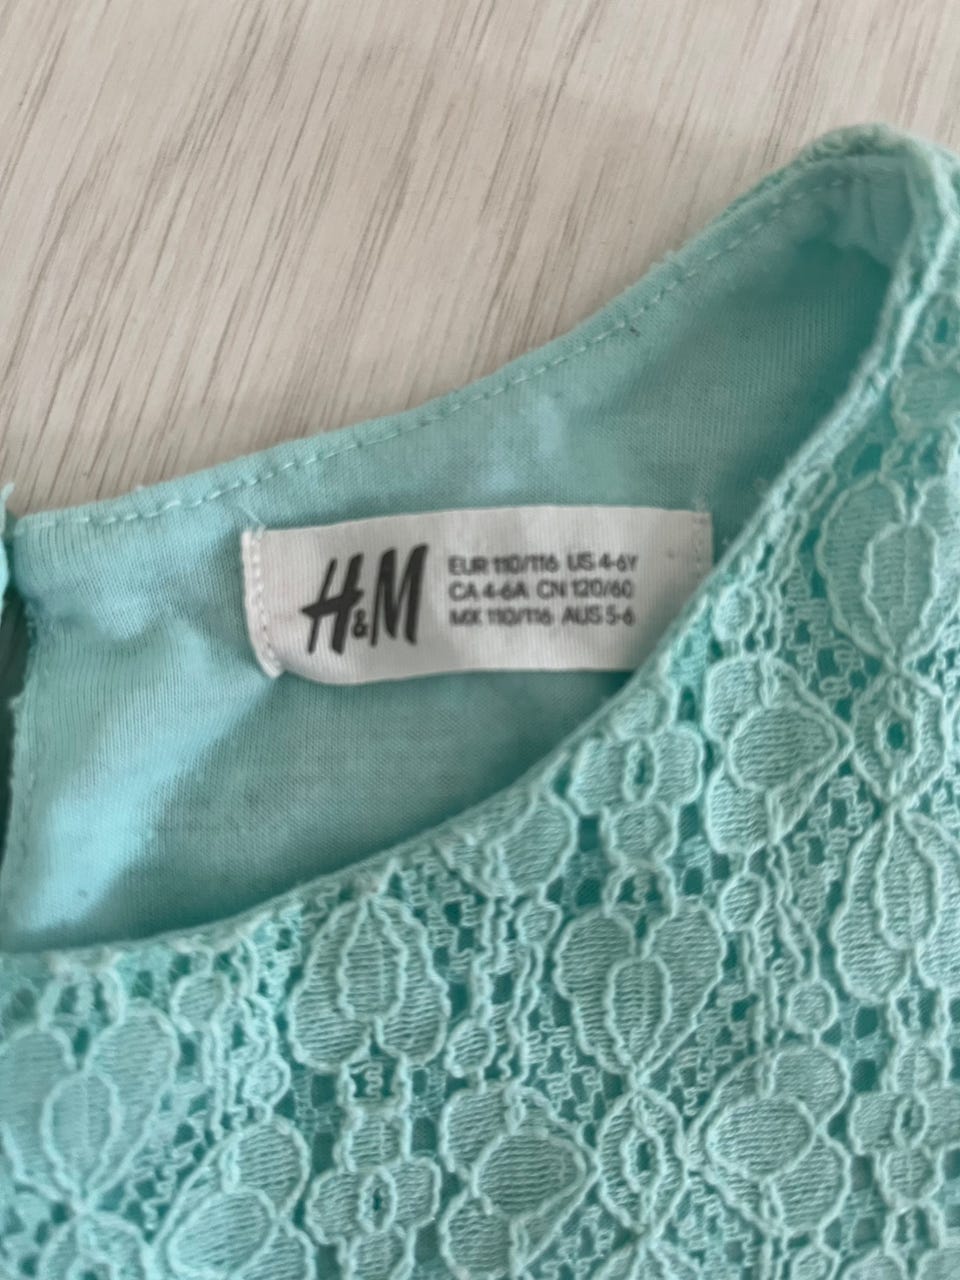 H&M
EUR 110/116 US 4-6Y
CA 4-6A CN 120/60
MX 110/116 AUS 5-6